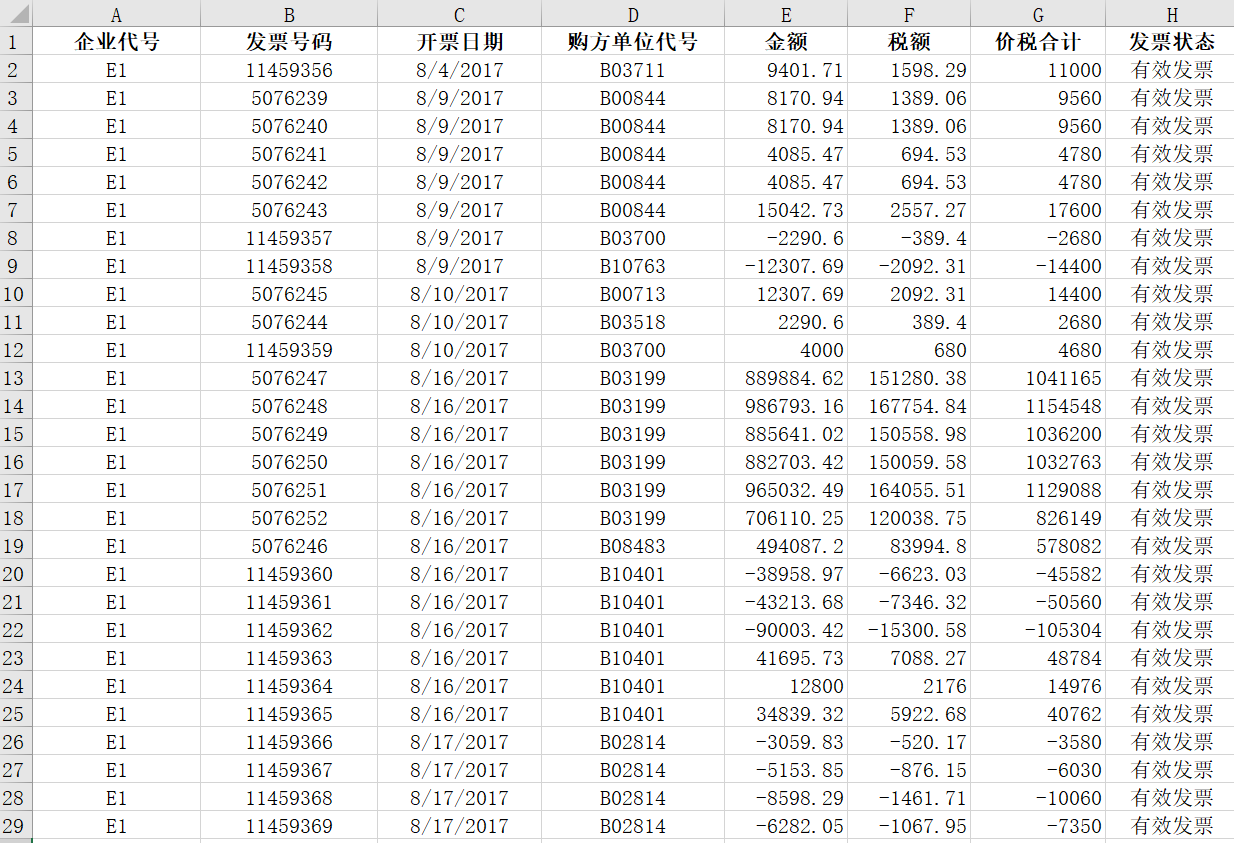 A B C D E F G H
1 企业代号 发票号码 开票日期 购方单位代号 金额 税额 价税合计 发票状态
2 E1 11459356 8/4/2017 B03711 9401.71 1598.29 11000 有效发票
3 E1 5076239 8/9/2017 B00844 8170.94 1389.06 9560 有效发票
4 E1 5076240 8/9/2017 B00844 8170.94 1389.06 9560 有效发票
5 E1 5076241 8/9/2017 B00844 4085.47 694.53 4780 有效发票
6 E1 5076242 8/9/2017 B00844 4085.47 694.53 4780 有效发票
7 E1 5076243 8/9/2017 B00844 15042.73 2557.27 17600 有效发票
8 E1 11459357 8/9/2017 B03700 -2290.6 -389.4 -2680 有效发票
9 E1 11459358 8/9/2017 B10763 -12307.69 -2092.31 -14400 有效发票
10 E1 5076245 8/10/2017 B00713 12307.69 2092.31 14400 有效发票
11 E1 5076244 8/10/2017 B03518 2290.6 389.4 2680 有效发票
12 E1 11459359 8/10/2017 B03700 4000 680 4680 有效发票
13 E1 5076247 8/16/2017 B03199 889884.62 151280.38 1041165 有效发票
14 E1 5076248 8/16/2017 B03199 986793.16 167754.84 1154548 有效发票
15 E1 5076249 8/16/2017 B03199 885641.02 150558.98 1036200 有效发票
16 E1 5076250 8/16/2017 B03199 882703.42 150059.58 1032763 有效发票
17 E1 5076251 8/16/2017 B03199 965032.49 164055.51 1129088 有效发票
18 E1 5076252 8/16/2017 B03199 706110.25 120038.75 826149 有效发票
19 E1 5076246 8/16/2017 B08483 494087.2 83994.8 578082 有效发票
20 E1 11459360 8/16/2017 B10401 -38958.97 -6623.03 -45582 有效发票
21 E1 11459361 8/16/2017 B10401 -43213.68 -7346.32 -50560 有效发票
22 E1 11459362 8/16/2017 B10401 -90003.42 -15300.58 -105304 有效发票
23 E1 11459363 8/16/2017 B10401 41695.73 7088.27 48784 有效发票
24 E1 11459364 8/16/2017 B10401 12800 2176 14976 有效发票
25 E1 11459365 8/16/2017 B10401 34839.32 5922.68 40762 有效发票
26 E1 11459366 8/17/2017 B02814 -3059.83 -520.17 -3580 有效发票
27 E1 11459367 8/17/2017 B02814 -5153.85 -876.15 -6030 有效发票
28 E1 11459368 8/17/2017 B02814 -8598.29 -1461.71 -10060 有效发票
29 E1 11459369 8/17/2017 B02814 -6282.05 -1067.95 -7350 有效发票